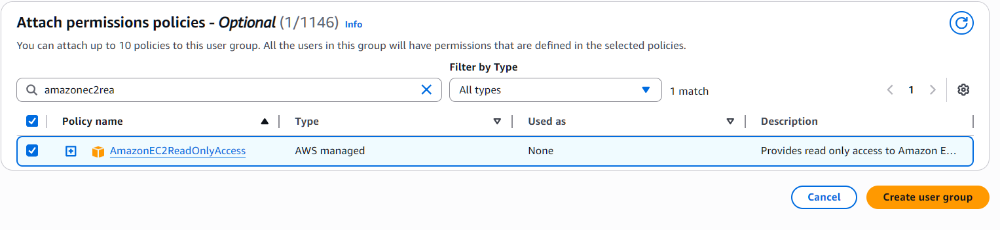 Attach permissions policies - Optional (1/1146) Info
You can attach up to 10 policies to this user group. All the users in this group will have permissions that are defined in the selected policies.
Filter by Type
amazonec2rea All types 1 match 1
Policy name Type Used as Description
AmazonEC2ReadOnlyAccess AWS managed None Provides read only access to Amazon E...
Cancel Create user group